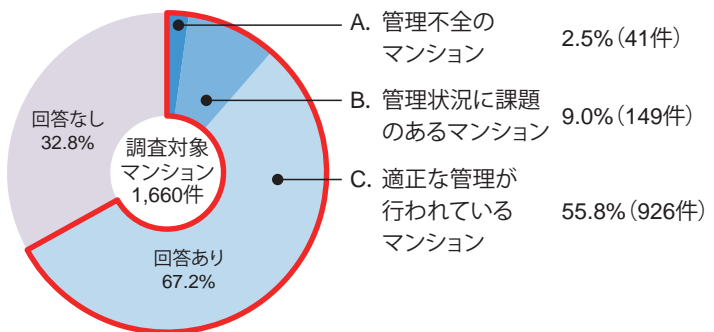 A. 管理不全の
マンション
2.5%(41件)
B. 管理状況に課題
のあるマンション
9.0%(149件)
C. 適正な管理が
行われている
マンション
55.8%(926件)
回答なし
32.8%
調査対象
マンション
1,660件
回答あり
67.2%